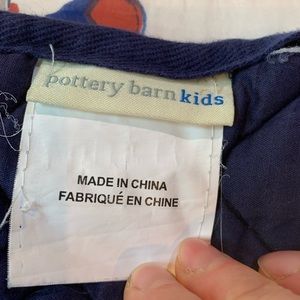 pottery barn kids
MADE IN CHINA
FABRIQUÉ EN CHINE